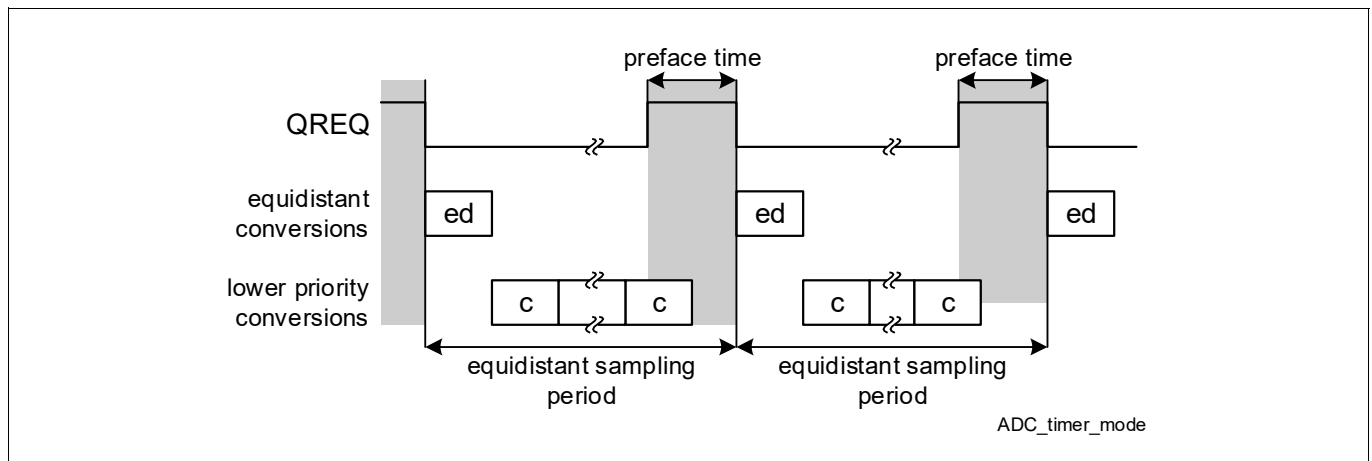 preface time
preface time
QREQ
equidistant
conversions
ed
ed
ed
lower priority
conversions
c
c
c
c
equidistant sampling
period
equidistant sampling
period
ADC_timer_mode